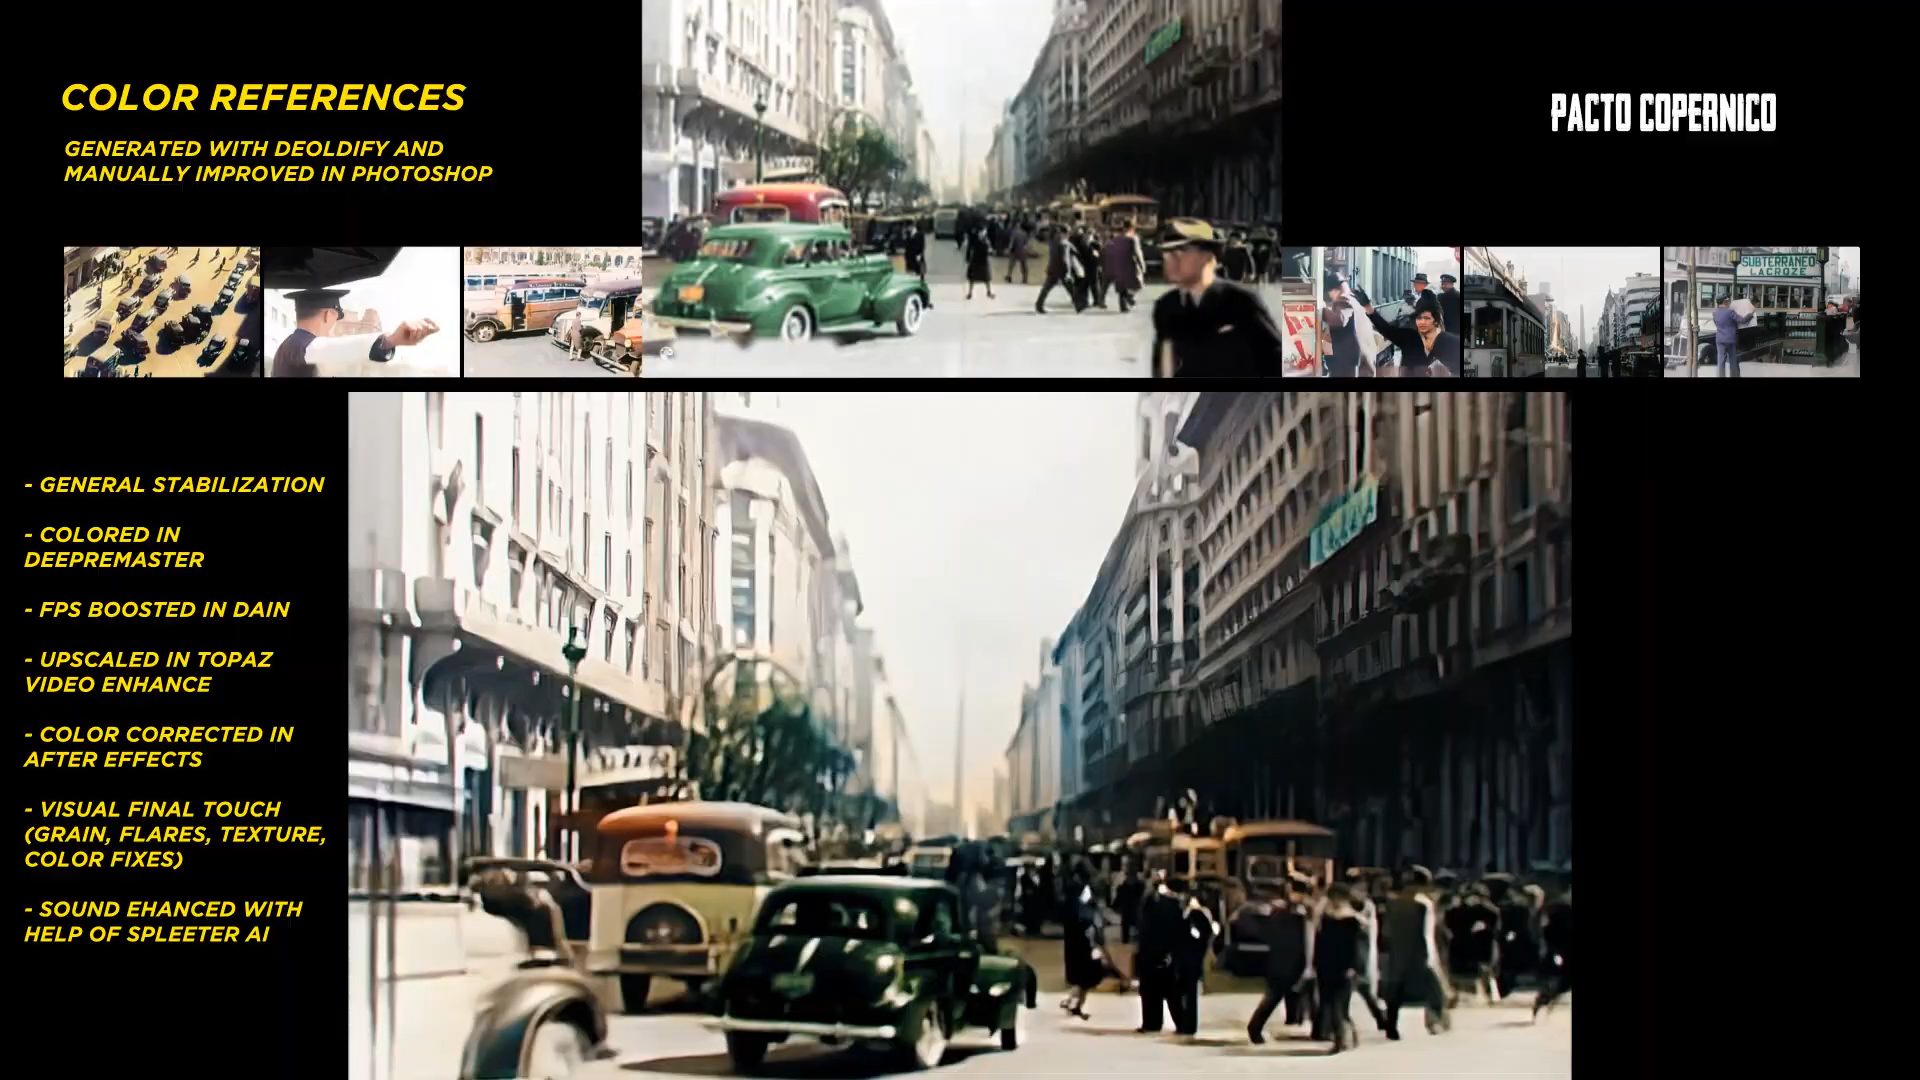 COLOR REFERENCES
GENERATED WITH DEOLDIFY AND
MANUALLY IMPROVED IN PHOTOSHOP
PACTO COPERNICO
SUBTERRANEO
LACROZE
- GENERAL STABILIZATION
- COLORED IN
DEEPREMASTER
- FPS BOOSTED IN DAIN
- UPSCALED IN TOPAZ
VIDEO ENHANCE
- COLOR CORRECTED IN
AFTER EFFECTS
- VISUAL FINAL TOUCH
(GRAIN, FLARES, TEXTURE,
COLOR FIXES)
- SOUND EHANCED WITH
HELP OF SPLEETER AI